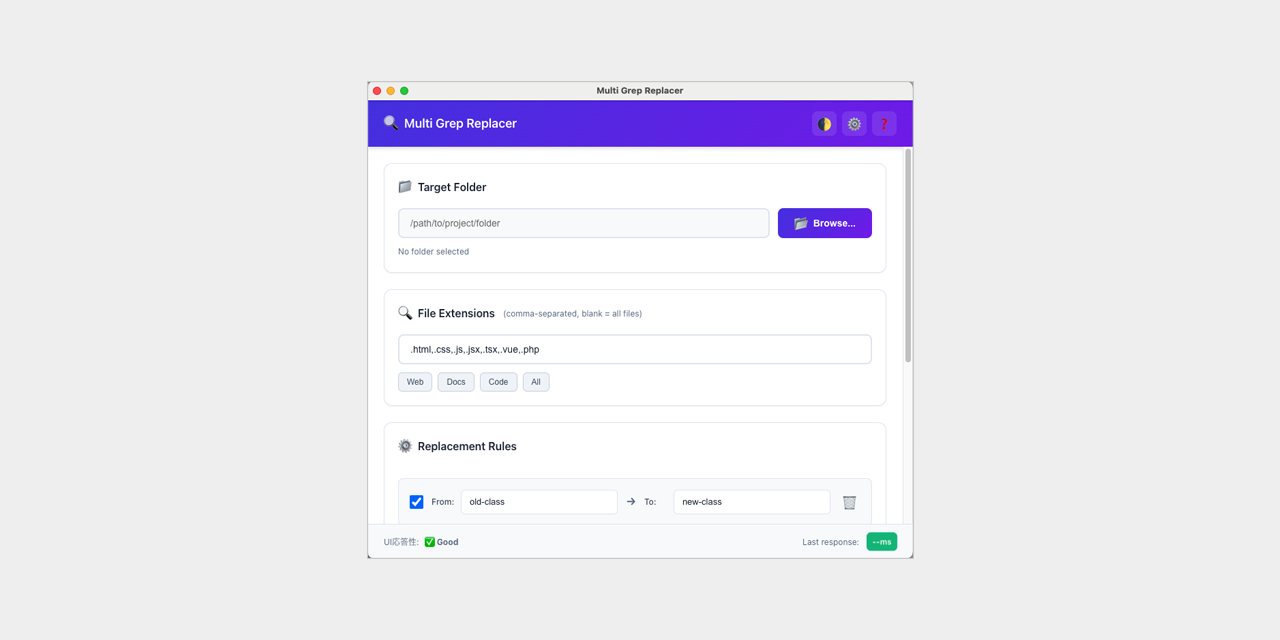 Multi Grep Replacer
Multi Grep Replacer
Target Folder
/path/to/project/folder
Browse...
No folder selected
File Extensions (comma-separated, blank = all files)
.html,.css,.js,.jsx,.tsx,.vue,.php
Web Docs Code All
Replacement Rules
From: old-class → To: new-class
UI応答性: ✅ Good Last response: --ms